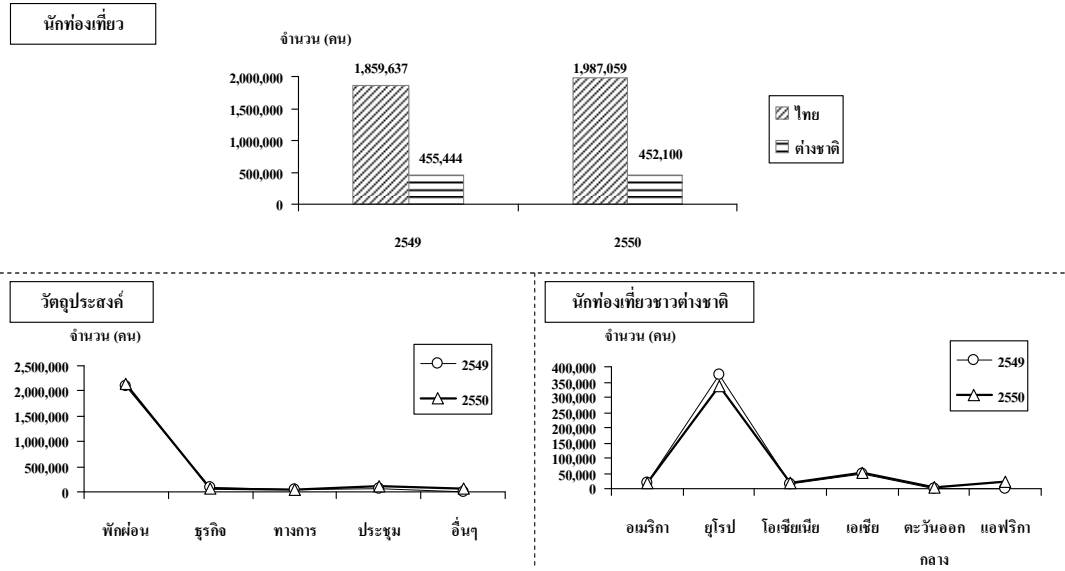 นักท่องเที่ยว
จำนวน (คน)
1,859,637
1,987,059
2,000,000
1,500,000
1,000,000
500,000
0
455,444
452,100
ไทย
ต่างชาติ
2549
2550
วัตถุประสงค์
จำนวน (คน)
2,500,000
2,000,000
1,500,000
1,000,000
500,000
0
2549
2550
พักผ่อน
ธุรกิจ
ทางการ
ประชุม
อื่นๆ
นักท่องเที่ยวชาวต่างชาติ
จำนวน (คน)
400,000
350,000
300,000
250,000
200,000
150,000
100,000
50,000
0
2549
2550
อเมริกา
ยุโรป
โอเชียเนีย
เอเชีย
ตะวันออก
กลาง
แอฟริกา